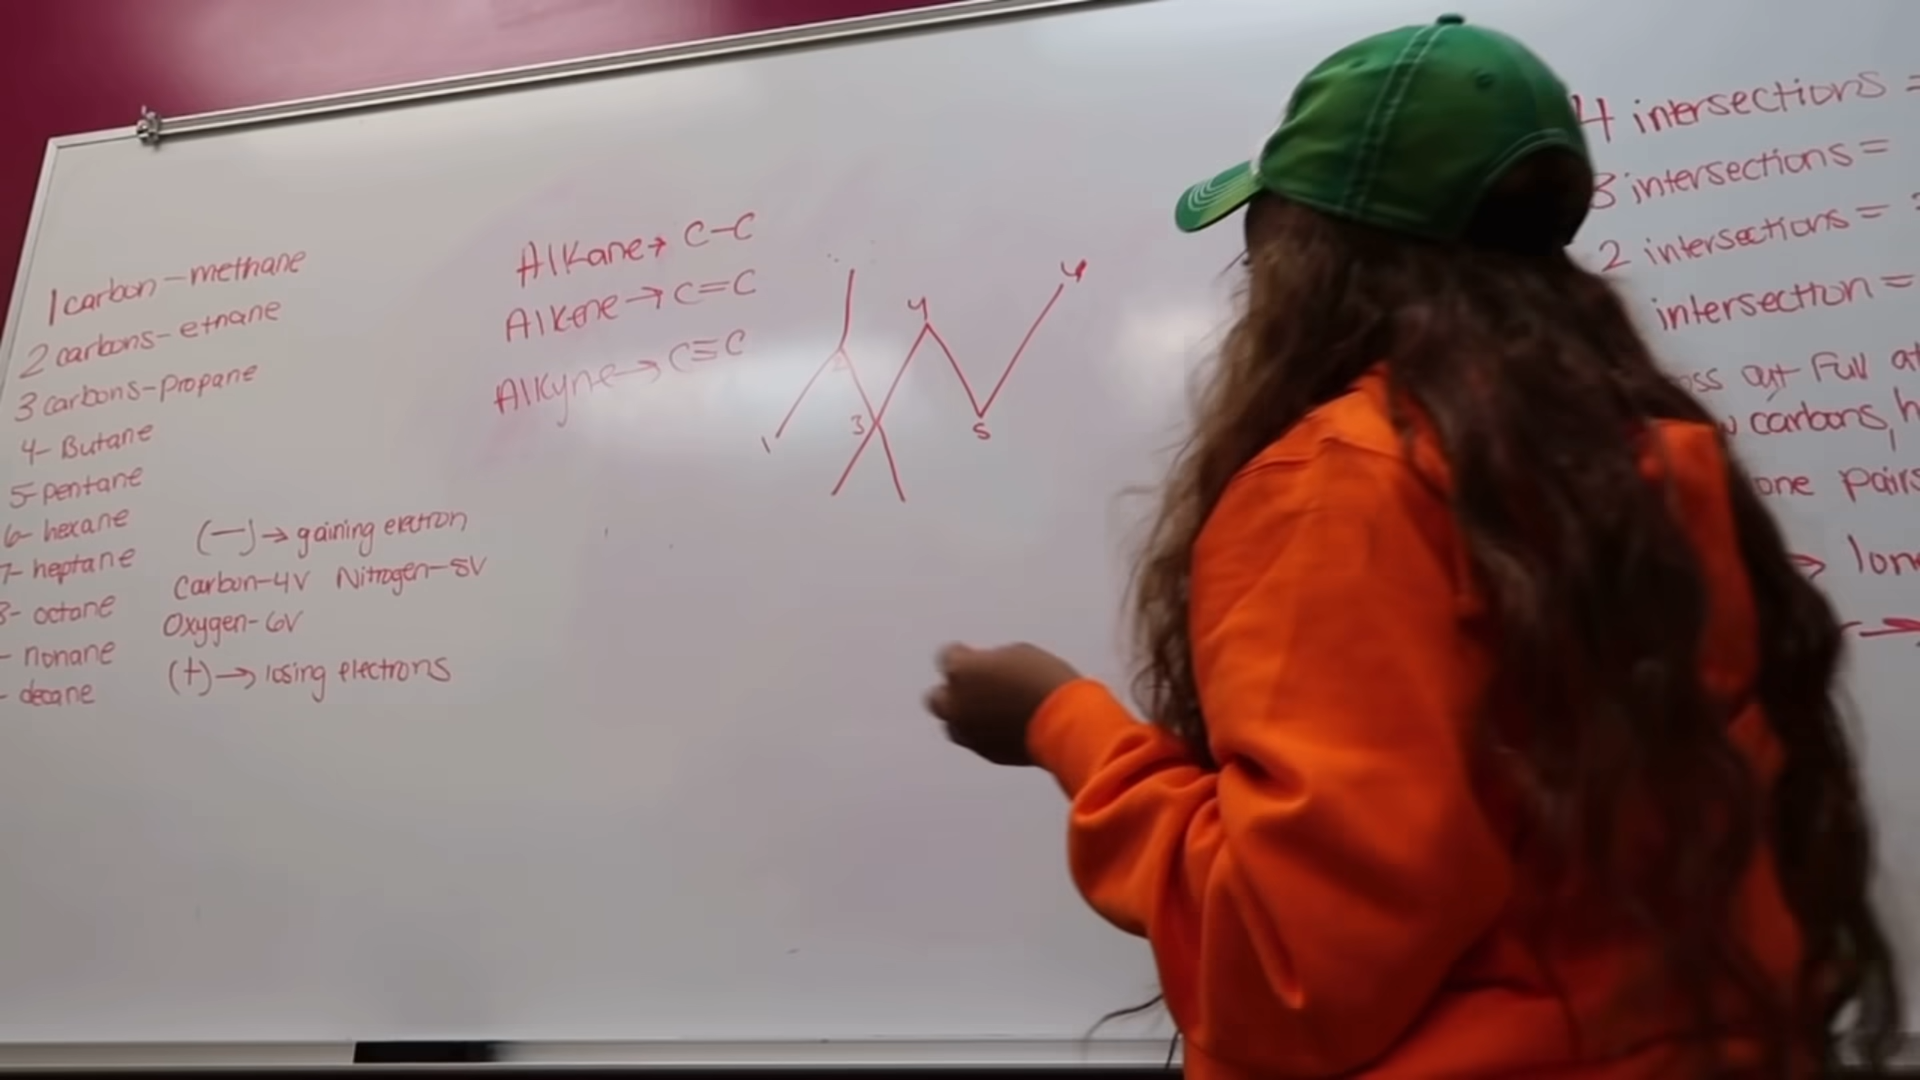 1 carbon - methane
2 carbons - ethane
3 carbons - propane
4- Butane
5- pentane
6- hexane
7- heptane
8- octane
- nonane
- decane
(-) → gaining electron
Carbon-4V Nitrogen-5V
Oxygen-6V
(+) → losing electrons
Alkane → C-C
Alkene → C=C
Alkyne → C≡C
1
3
4
5
4 intersections =
3 intersections =
2 intersections =
intersection =
out Full
carbons,
pairs